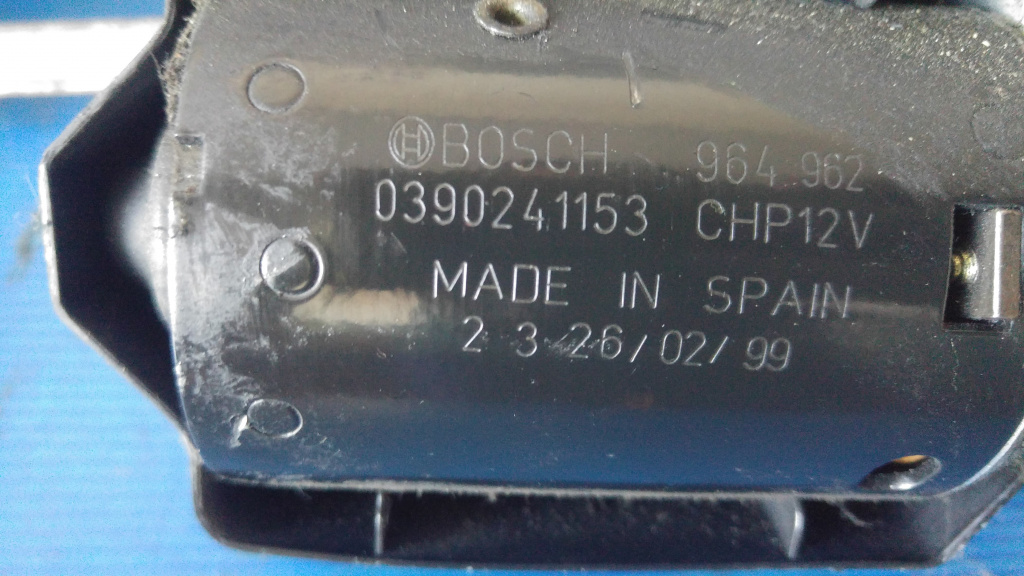 BOSCH 964 962
0390241153 CHP12V
MADE IN SPAIN
2 3 26/02/99